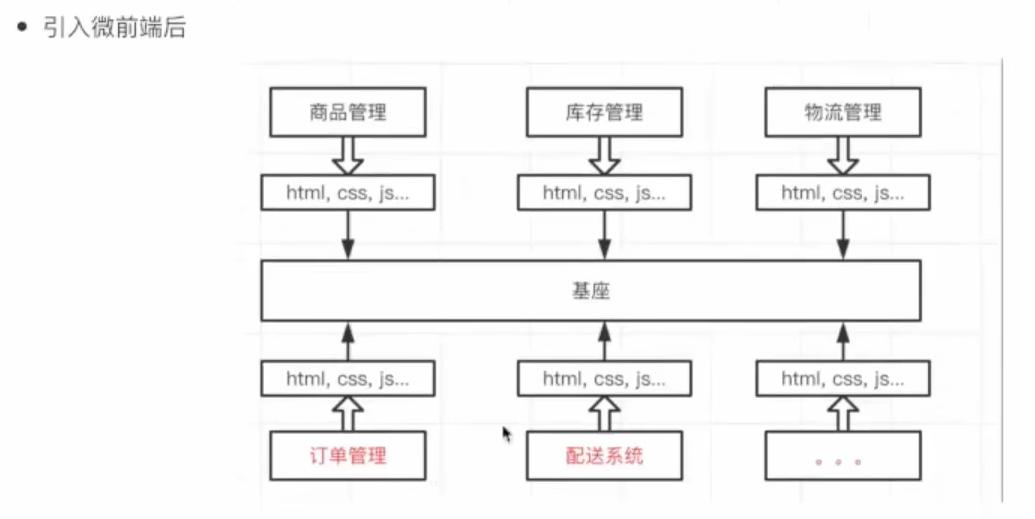 引入微前端后
商品管理
库存管理
物流管理
html, css, js...
html, css, js...
html, css, js...
基座
html, css, js...
html, css, js...
html, css, js...
订单管理
配送系统
。。。